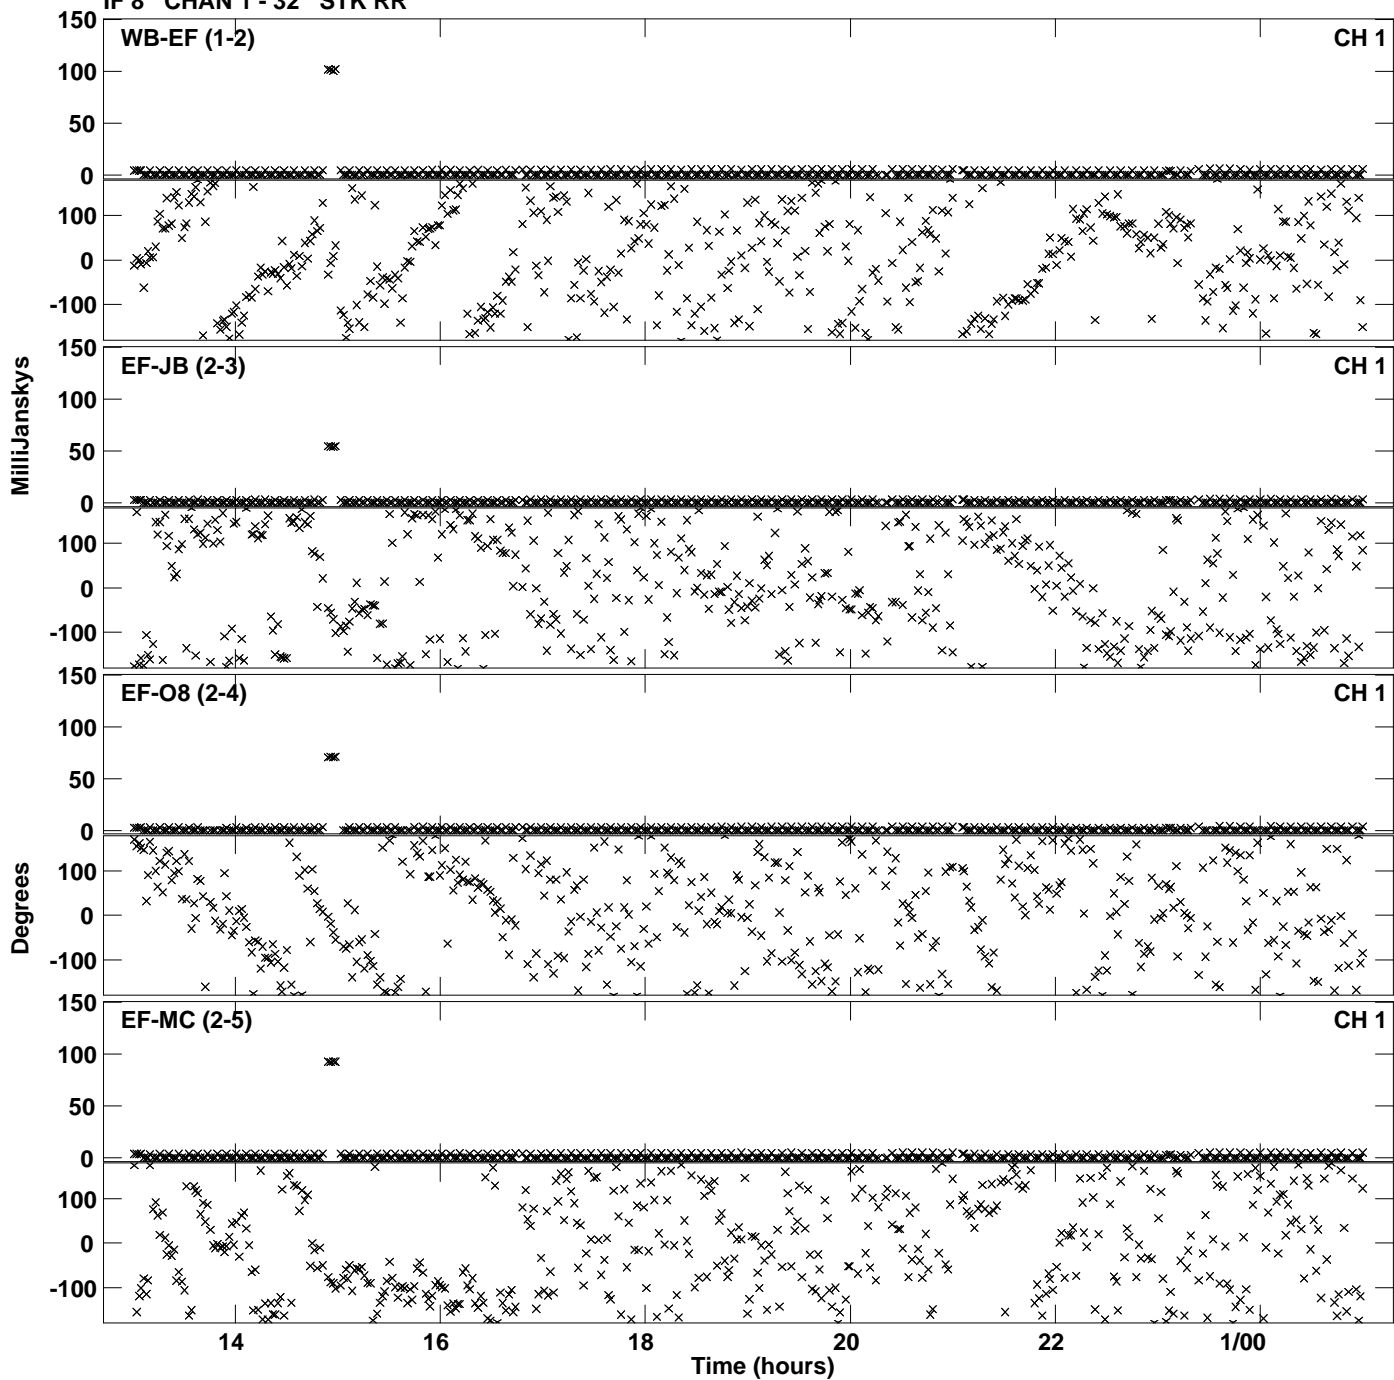 IF 8 CHAN 1 - 32 STK RR
150
WB-EF (1-2)
CH 1
100
50
0
100
0
-100
150
EF-JB (2-3)
CH 1
100
50
0
100
0
-100
MilliJanskys
150
EF-O8 (2-4)
CH 1
100
50
0
100
0
-100
Degrees
150
EF-MC (2-5)
CH 1
100
50
0
100
0
-100
14 16 18 20 22 1/00
Time (hours)